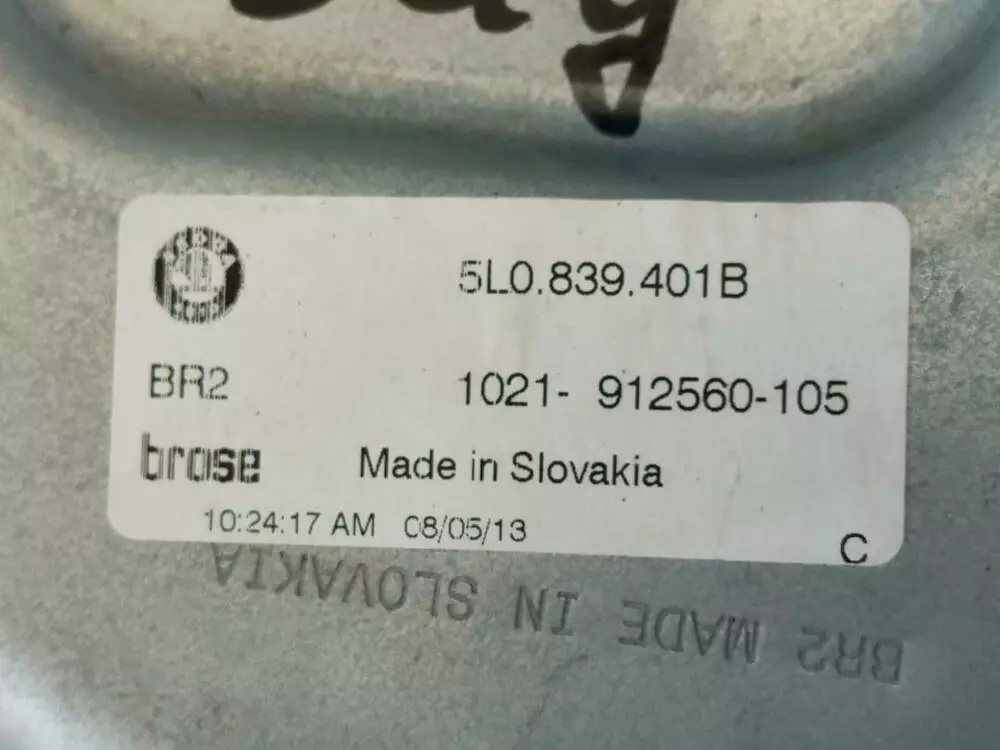 5L0.839.401B
BR2 1021- 912560-105
brose Made in Slovakia
10:24:17 AM 08/05/13
C
BR2 MADE IN SLOVAKIA